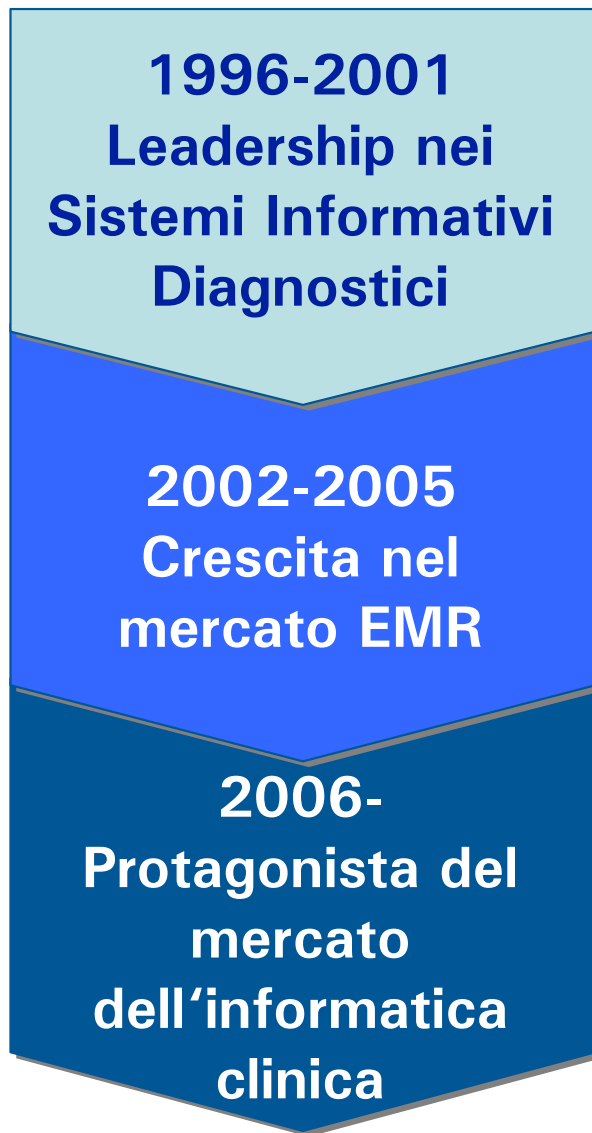 1996-2001
Leadership nei
Sistemi Informativi
Diagnostici
2002-2005
Crescita nel
mercato EMR
2006-
Protagonista del
mercato
dell‘informatica
clinica